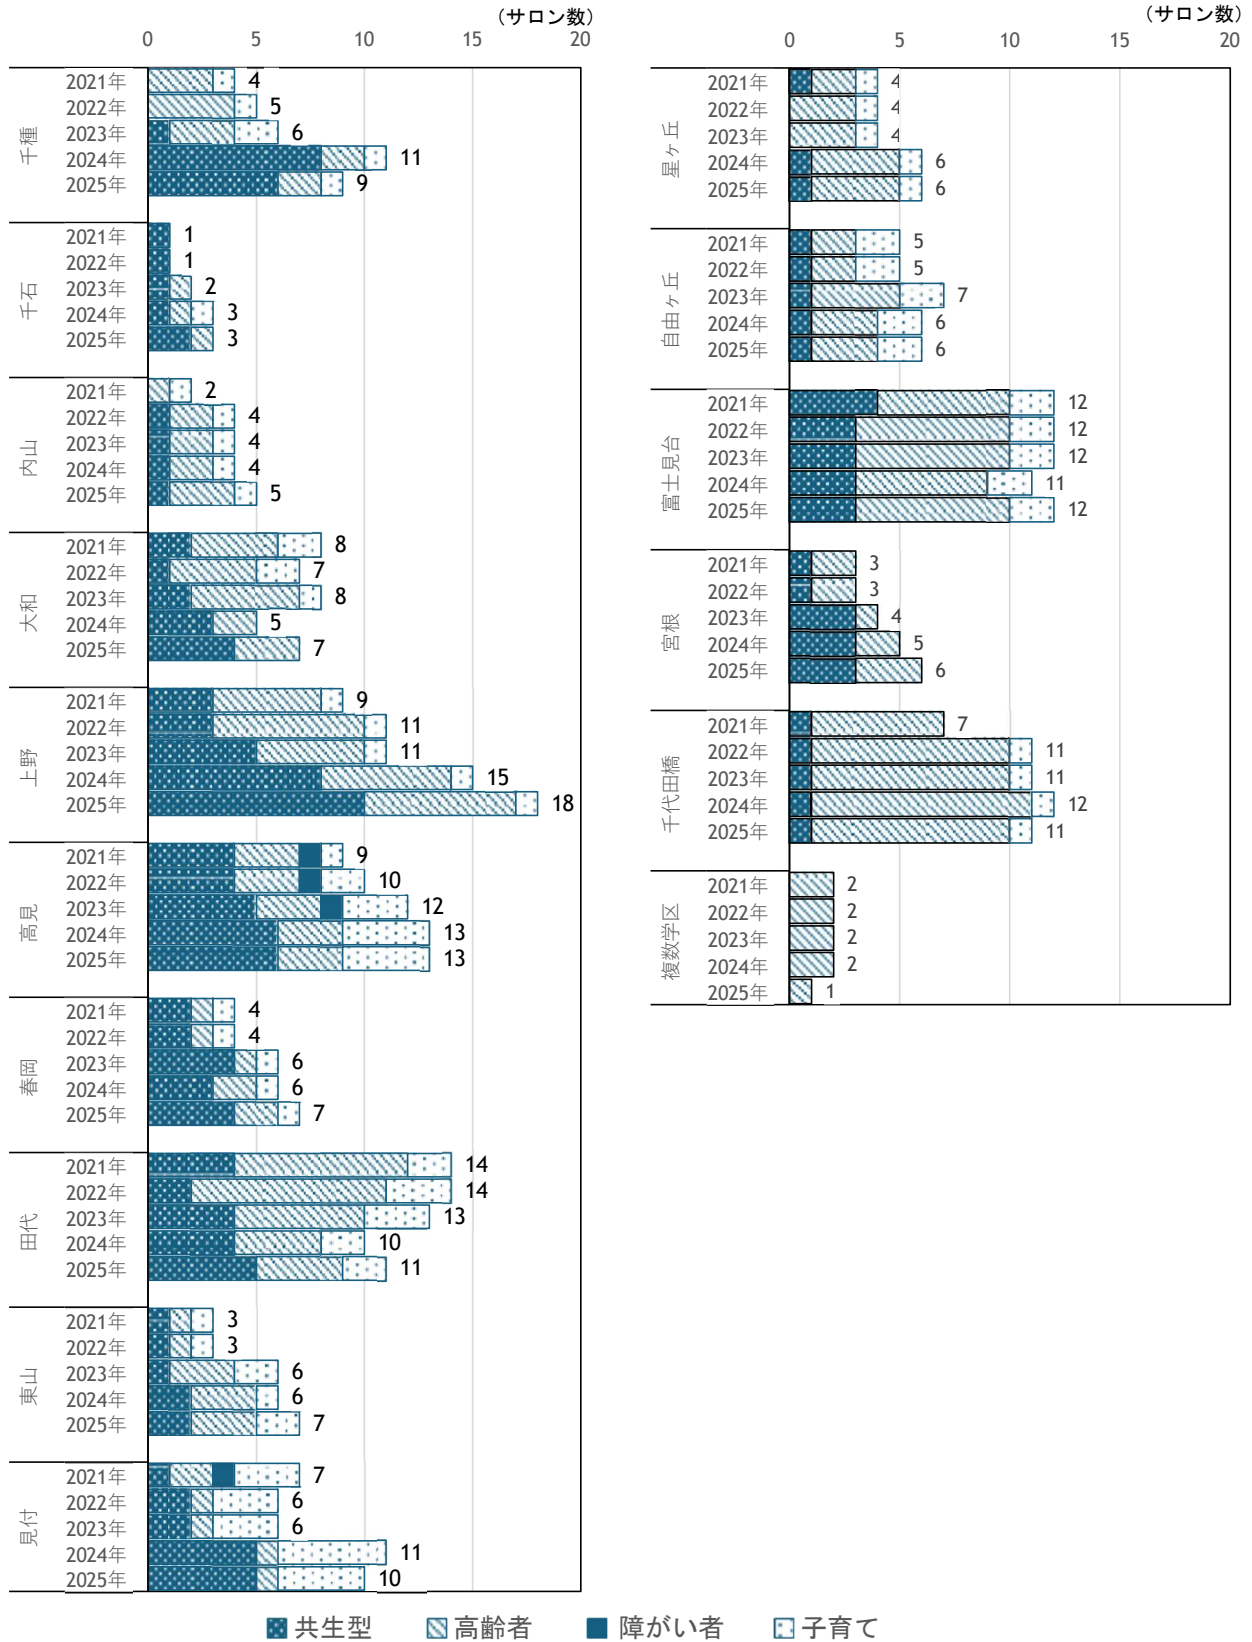 （サロン数）
0 5 10 15 20
千種
2021年 4
2022年 5
2023年 6
2024年 11
2025年 9
千石
2021年 1
2022年 1
2023年 2
2024年 3
2025年 3
内山
2021年 2
2022年 4
2023年 4
2024年 4
2025年 5
大和
2021年 8
2022年 7
2023年 8
2024年 5
2025年 7
上野
2021年 9
2022年 11
2023年 11
2024年 15
2025年 18
高見
2021年 9
2022年 10
2023年 12
2024年 13
2025年 13
春岡
2021年 4
2022年 4
2023年 6
2024年 6
2025年 7
田代
2021年 14
2022年 14
2023年 13
2024年 10
2025年 11
東山
2021年 3
2022年 3
2023年 6
2024年 6
2025年 7
見付
2021年 7
2022年 6
2023年 6
2024年 11
2025年 10
（サロン数）
0 5 10 15 20
星ヶ丘
2021年 4
2022年 4
2023年 4
2024年 6
2025年 6
自由ヶ丘
2021年 5
2022年 5
2023年 7
2024年 6
2025年 6
富士見台
2021年 12
2022年 12
2023年 12
2024年 11
2025年 12
宮根
2021年 3
2022年 3
2023年 4
2024年 5
2025年 6
千代田橋
2021年 7
2022年 11
2023年 11
2024年 12
2025年 11
複数学区
2021年 2
2022年 2
2023年 2
2024年 2
2025年 1
共生型 高齢者 障がい者 子育て